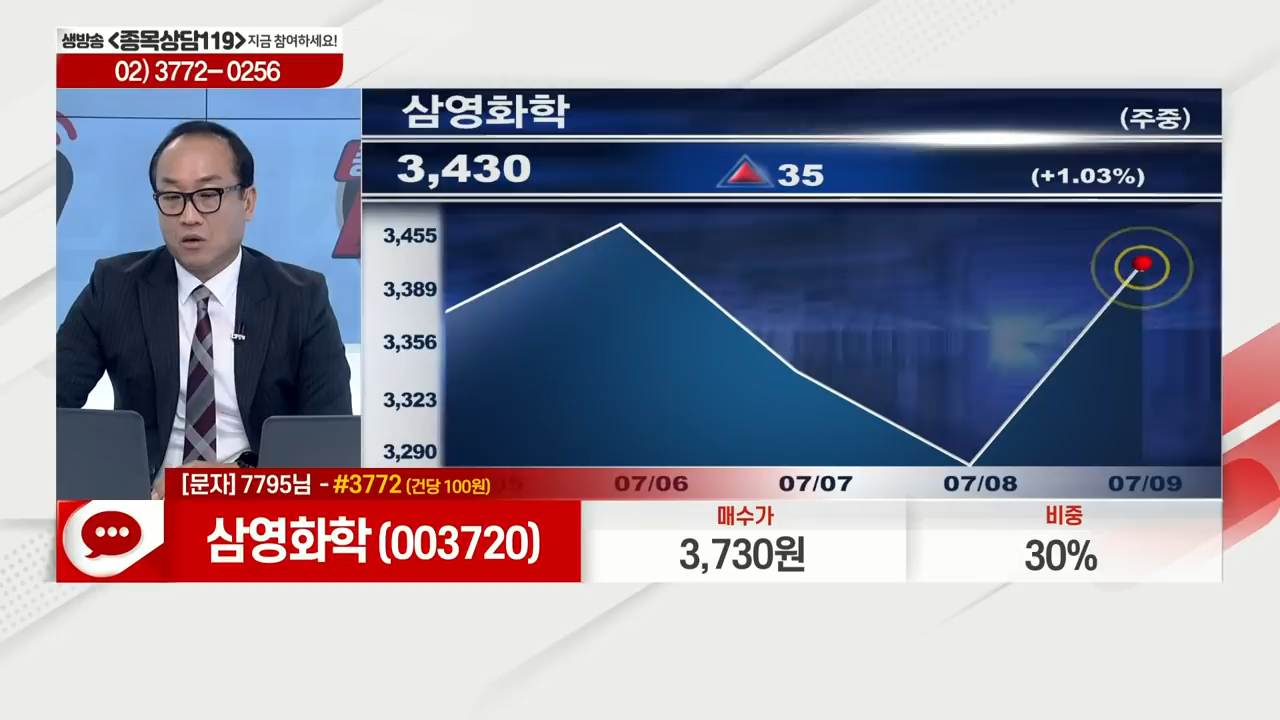 생방송 <종목상담119> 지금 참여하세요!
02) 3772-0256
삼영화학
(주중)
3,430
35
(+1.03%)
3,455
3,389
3,356
3,323
3,290
07/06
07/07
07/08
07/09
[문자] 7795님 - #3772 (건당 100원)
삼영화학 (003720)
매수가
3,730원
비중
30%